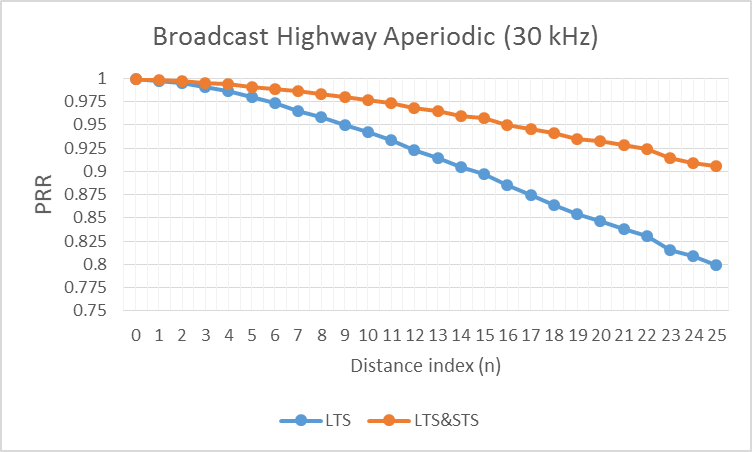 Broadcast Highway Aperiodic (30 kHz)
1
0.975
0.95
0.925
0.9
0.875
0.85
0.825
0.8
0.775
0.75
PRR
0 1 2 3 4 5 6 7 8 9 10 11 12 13 14 15 16 17 18 19 20 21 22 23 24 25
Distance index (n)
LTS LTS&STS